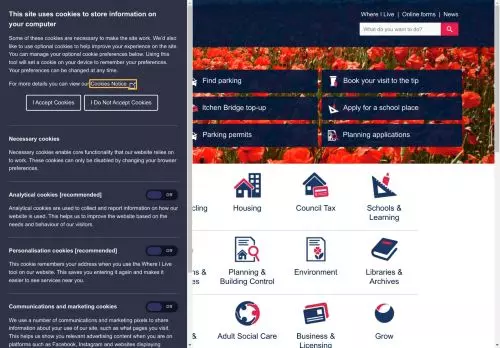 This site uses cookies to store information on
your computer
Some of these cookies are necessary to make the site work. We'd also
like to use optional cookies to help improve your experience on the site.
You can manage your optional cookie preferences below. Using this
tool will set a cookie on your device to remember your preferences.
Your preferences can be changed at any time.
For more details you can view our Cookies Notice
I Accept Cookies
I Do Not Accept Cookies
Necessary cookies
Necessary cookies enable core functionality that our website relies on
to work. These cookies can only be disabled by changing your browser
preferences.
Analytical cookies [recommended]
Off
Analytical cookies are used to collect and report information on how our
website is used. This helps us to improve the website based on the
needs and behaviour of our visitors.
Personalisation cookies [recommended]
Off
This cookie remembers your address when you use the Where I Live
tool on our website. This saves you entering it again and makes it
easier to see services near you.
Communications and marketing cookies
Off
We use a number of communications and marketing pixels to share
information about your use of our site, such as what pages you visit.
This helps us show you relevant advertising content when you are on
platforms such as Facebook, Instagram and websites displaying
Where I Live | Online forms | News
What do you want to do?
Find parking
Book your visit to the tip
Itchen Bridge top-up
Apply for a school place
Parking permits
Planning applications
Housing
Council Tax
Schools &
Learning
Planning &
Building Control
Environment
Libraries &
Archives
Adult Social Care
Business &
Licensing
Grow